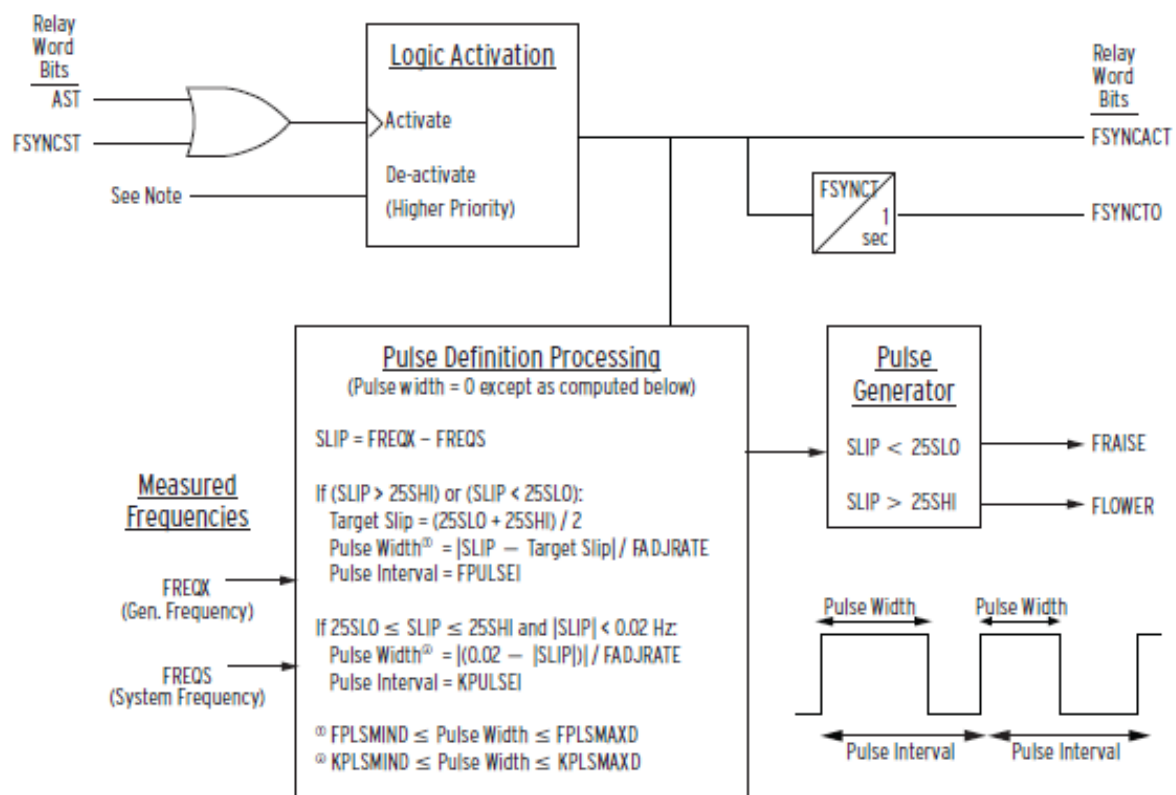 Relay
Word
Bits
AST
FSYNCST
See Note
Logic Activation
Activate
De-activate
(Higher Priority)
Relay
Word
Bits
FSYNCACT
FSYNCT
1
sec
FSYNCTO
Pulse Definition Processing
(Pulse width = 0 except as computed below)
SLIP = FREQX – FREQS
If (SLIP > 25SHI) or (SLIP < 25SLO):
Target Slip = (25SLO + 25SHI) / 2
Pulse Width① = |SLIP – Target Slip| / FADJRATE
Pulse Interval = FPULSEI
If 25SLO ≤ SLIP ≤ 25SHI and |SLIP| < 0.02 Hz:
Pulse Width② = |(0.02 – |SLIP|)| / FADJRATE
Pulse Interval = KPULSEI
① FPLSMIND ≤ Pulse Width ≤ FPLSMAXD
② KPLSMIND ≤ Pulse Width ≤ KPLSMAXD
Measured
Frequencies
FREQX
(Gen. Frequency)
FREQS
(System Frequency)
Pulse
Generator
SLIP < 25SLO
SLIP > 25SHI
FRAISE
FLOWER
Pulse Width
Pulse Width
Pulse Interval
Pulse Interval